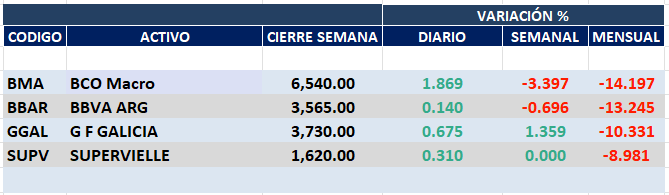 VARIACIÓN %
CODIGO ACTIVO CIERRE SEMANA DIARIO SEMANAL MENSUAL
BMA BCO Macro 6,540.00 1.869 -3.397 -14.197
BBAR BBVA ARG 3,565.00 0.140 -0.696 -13.245
GGAL G F GALICIA 3,730.00 0.675 1.359 -10.331
SUPV SUPERVIELLE 1,620.00 0.310 0.000 -8.981